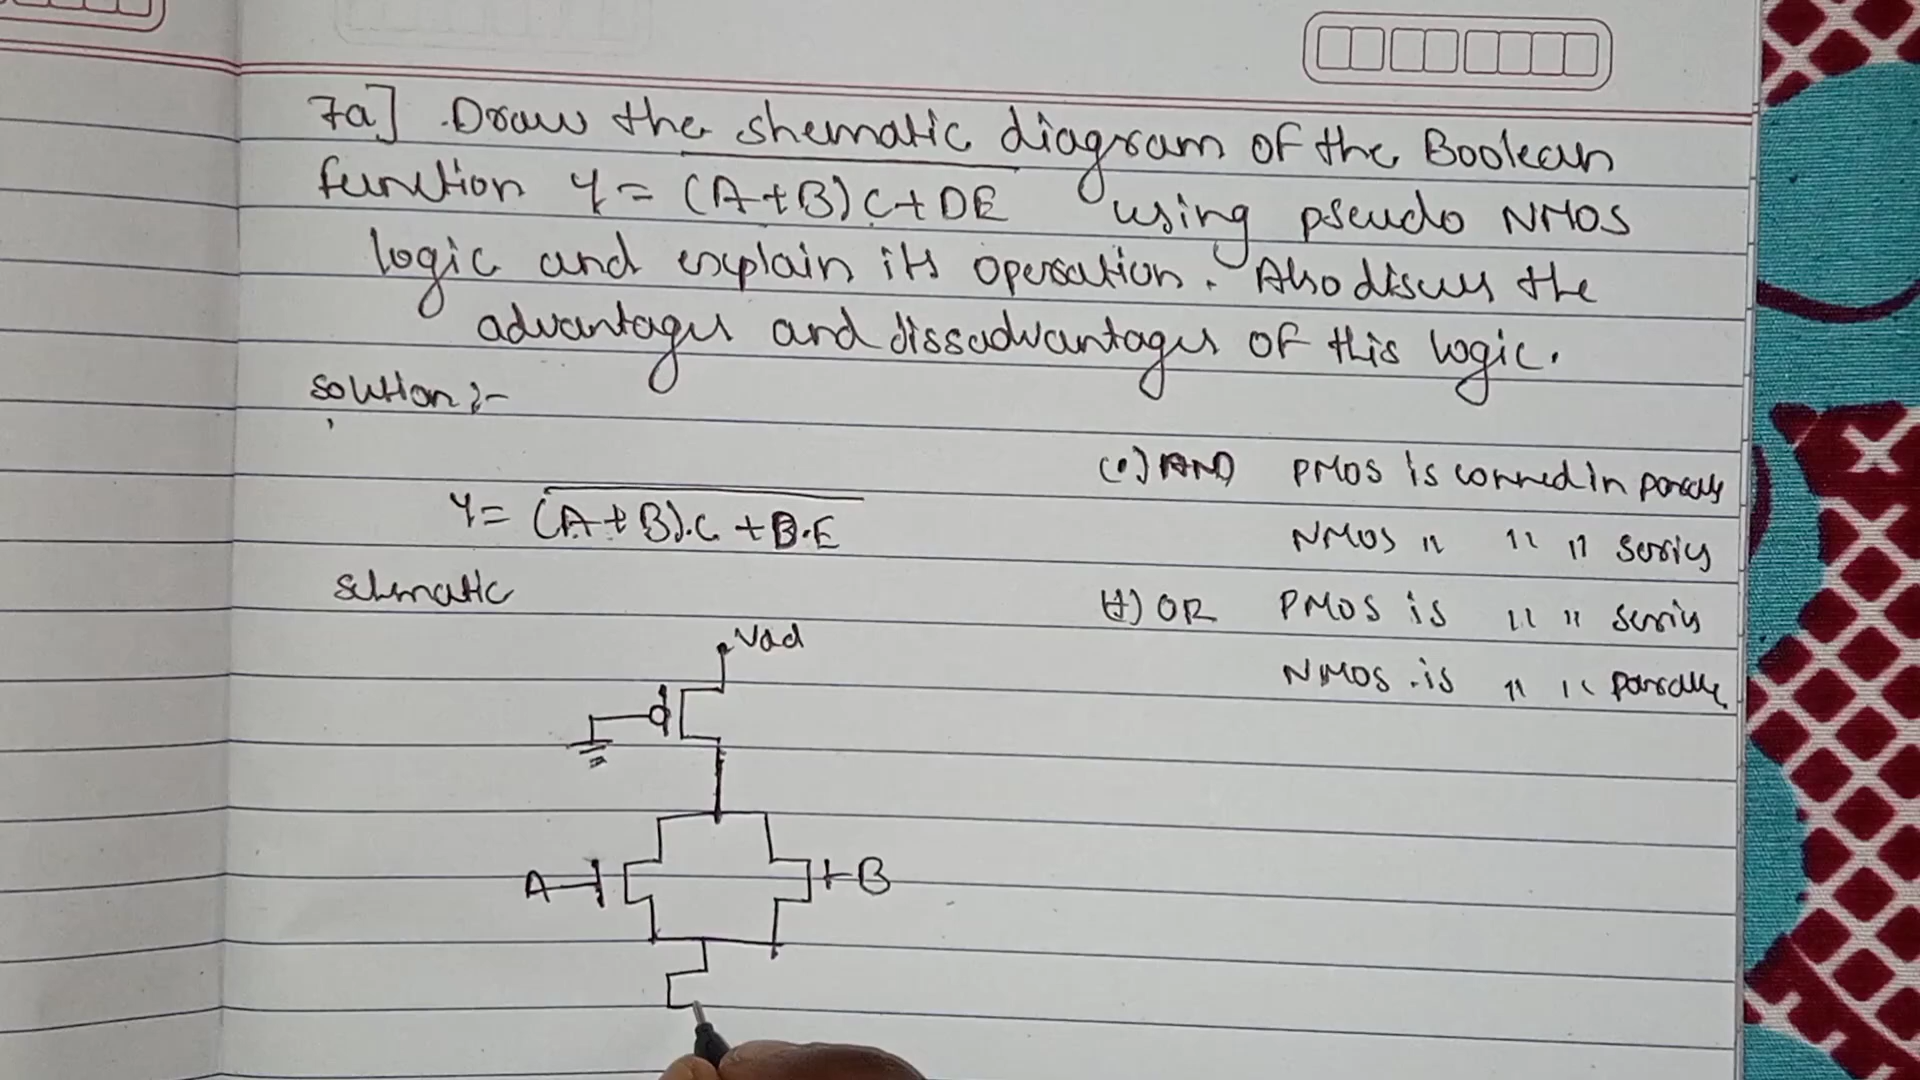 7a] Draw the shematic diagram of the Boolean
function Y = (A+B)C+DE using pseudo NMOS
logic and explain its operation. Also discuss the
advantages and dissadvantages of this logic.
solution :-
Y = (A+B).C + D.E
(.) AND PMOS is conned in parally
NMOS " " " series
(+) OR PMOS is " " series
NMOS is " " paralle
Schematic
Vdd
A
B